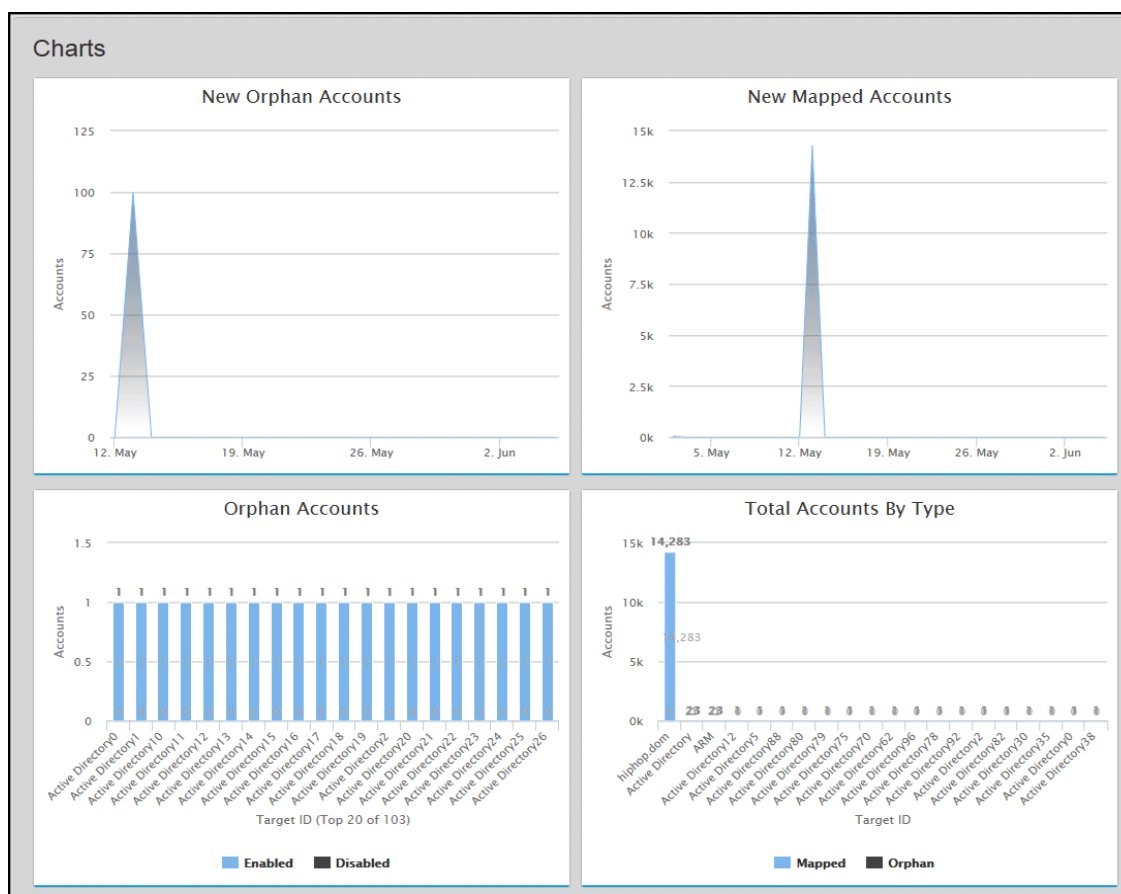 Charts
New Orphan Accounts
125
100
75
50
25
0
Accounts
12. May 19. May 26. May 2. Jun
New Mapped Accounts
15k
12.5k
10k
7.5k
5k
2.5k
0k
Accounts
5. May 12. May 19. May 26. May 2. Jun
Orphan Accounts
1.5
1
0.5
0
Accounts
1 1 1 1 1 1 1 1 1 1 1 1 1 1 1 1 1 1 1 1
Active Directory0
Active Directory1
Active Directory10
Active Directory11
Active Directory12
Active Directory13
Active Directory14
Active Directory15
Active Directory16
Active Directory17
Active Directory18
Active Directory19
Active Directory2
Active Directory20
Active Directory21
Active Directory22
Active Directory23
Active Directory24
Active Directory25
Active Directory26
Target ID (Top 20 of 103)
Enabled Disabled
Total Accounts By Type
15k
10k
5k
0k
Accounts
14,283
14,283
23 23
hiphop.dom
Active Directory
ARM
Active Directory12
Active Directory5
Active Directory88
Active Directory80
Active Directory79
Active Directory75
Active Directory70
Active Directory62
Active Directory96
Active Directory78
Active Directory92
Active Directory2
Active Directory82
Active Directory30
Active Directory35
Active Directory0
Active Directory38
Target ID
Mapped Orphan